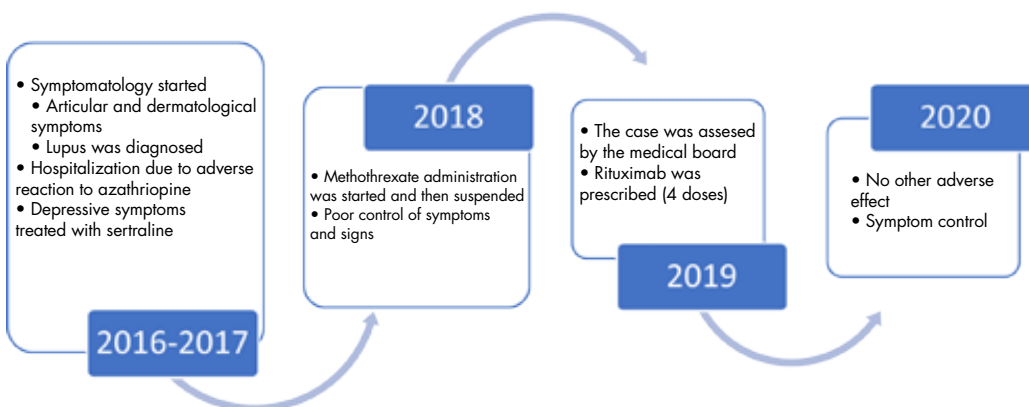 • Symptomatology started
• Articular and dermatological
symptoms
• Lupus was diagnosed
• Hospitalization due to adverse
reaction to azathriopine
• Depressive symptoms
treated with sertraline
2016-2017
2018
• Methothrexate administration
was started and then suspended
• Poor control of symptoms
and signs
• The case was assesed
by the medical board
• Rituximab was
prescribed (4 doses)
2019
2020
• No other adverse
effect
• Symptom control